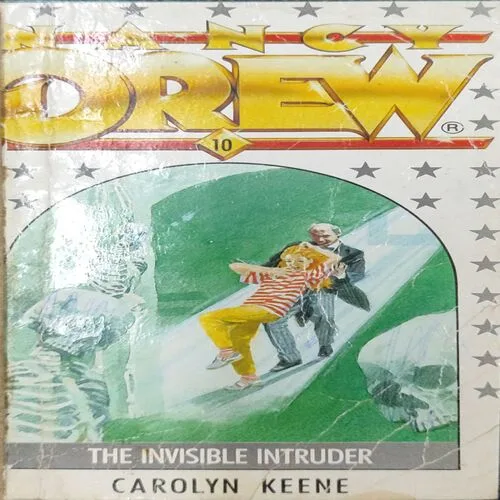 NANCY
DREW®
10
THE INVISIBLE INTRUDER
CAROLYN KEENE